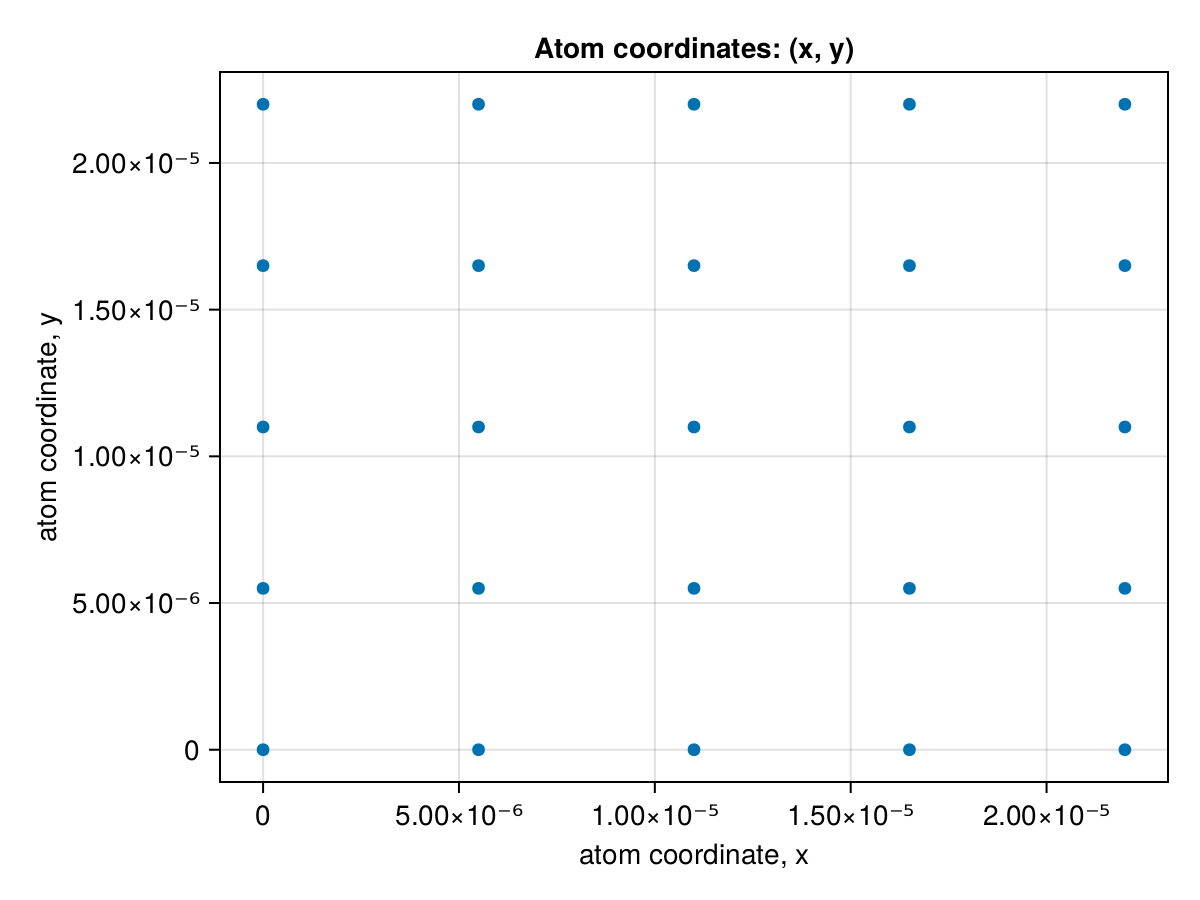 Atom coordinates: (x, y)
2.00×10⁻⁵
1.50×10⁻⁵
1.00×10⁻⁵
5.00×10⁻⁶
0
atom coordinate, y
0 5.00×10⁻⁶ 1.00×10⁻⁵ 1.50×10⁻⁵ 2.00×10⁻⁵
atom coordinate, x